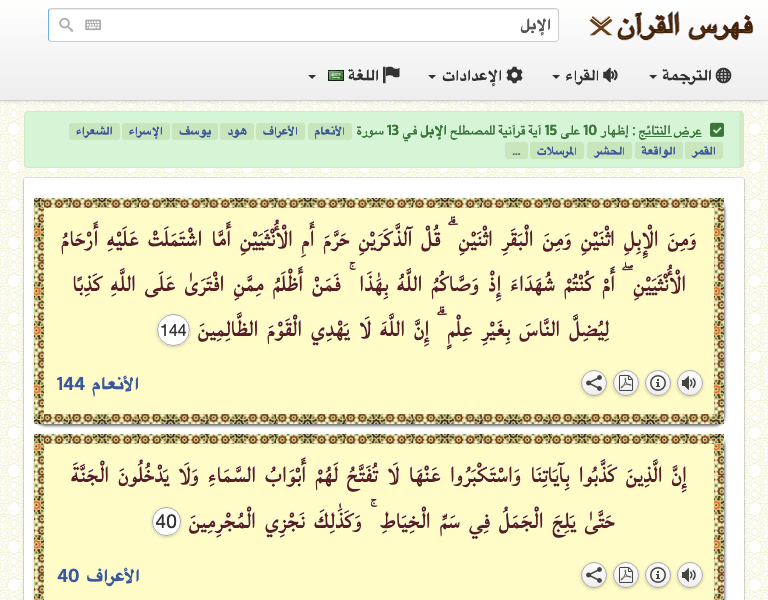 فهرس القرآن
الإبل
الترجمة القراء الإعدادات اللغة
عرض النتائج : إظهار 10 على 15 آية قرآنية للمصطلح الإبل في 13 سورة الأنعام الأعراف هود يوسف الإسراء الشعراء
القمر الواقعة الحشر المرسلات ...
وَمِنَ الْإِبِلِ اثْنَيْنِ وَمِنَ الْبَقَرِ اثْنَيْنِ ۗ قُلْ آلذَّكَرَيْنِ حَرَّمَ أَمِ الْأُنْثَيَيْنِ أَمَّا اشْتَمَلَتْ عَلَيْهِ أَرْحَامُ
الْأُنْثَيَيْنِ ۖ أَمْ كُنْتُمْ شُهَدَاءَ إِذْ وَصَّاكُمُ اللَّهُ بِهَٰذَا ۚ فَمَنْ أَظْلَمُ مِمَّنِ افْتَرَىٰ عَلَى اللَّهِ كَذِبًا
لِيُضِلَّ النَّاسَ بِغَيْرِ عِلْمٍ ۗ إِنَّ اللَّهَ لَا يَهْدِي الْقَوْمَ الظَّالِمِينَ 144
الأنعام 144
إِنَّ الَّذِينَ كَذَّبُوا بِآيَاتِنَا وَاسْتَكْبَرُوا عَنْهَا لَا تُفَتَّحُ لَهُمْ أَبْوَابُ السَّمَاءِ وَلَا يَدْخُلُونَ الْجَنَّةَ
حَتَّىٰ يَلِجَ الْجَمَلُ فِي سَمِّ الْخِيَاطِ ۚ وَكَذَٰلِكَ نَجْزِي الْمُجْرِمِينَ 40
الأعراف 40